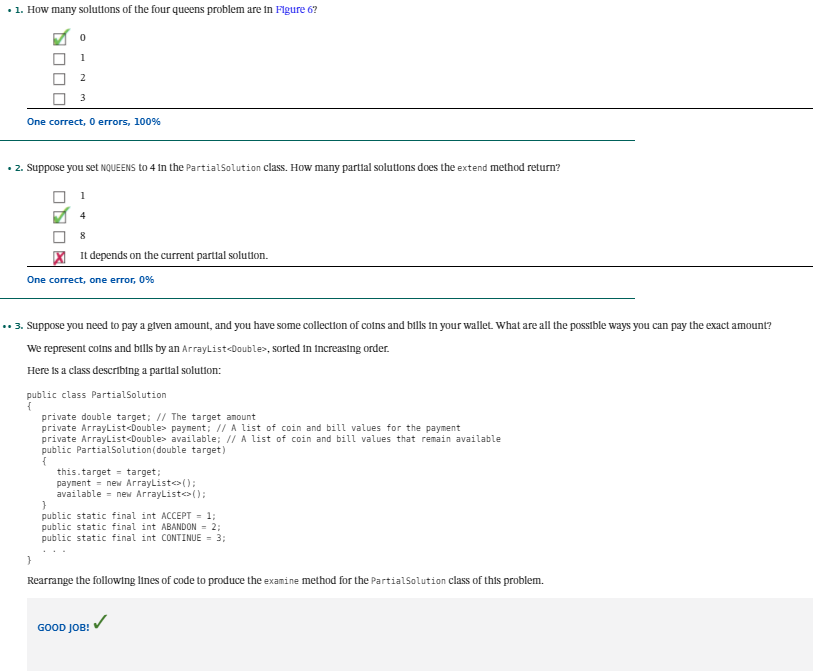 • 1. How many solutions of the four queens problem are in Figure 6?
0
1
2
3
One correct, 0 errors, 100%
• 2. Suppose you set NQUEENS to 4 in the PartialSolution class. How many partial solutions does the extend method return?
1
4
8
It depends on the current partial solution.
One correct, one error, 0%
•• 3. Suppose you need to pay a given amount, and you have some collection of coins and bills in your wallet. What are all the possible ways you can pay the exact amount?
We represent coins and bills by an ArrayList<Double>, sorted in increasing order.
Here is a class describing a partial solution:
public class PartialSolution
{
private double target; // The target amount
private ArrayList<Double> payment; // A list of coin and bill values for the payment
private ArrayList<Double> available; // A list of coin and bill values that remain available
public PartialSolution(double target)
{
this.target = target;
payment = new ArrayList<>();
available = new ArrayList<>();
}
public static final int ACCEPT = 1;
public static final int ABANDON = 2;
public static final int CONTINUE = 3;
. . .
}
Rearrange the following lines of code to produce the examine method for the PartialSolution class of this problem.
GOOD JOB!